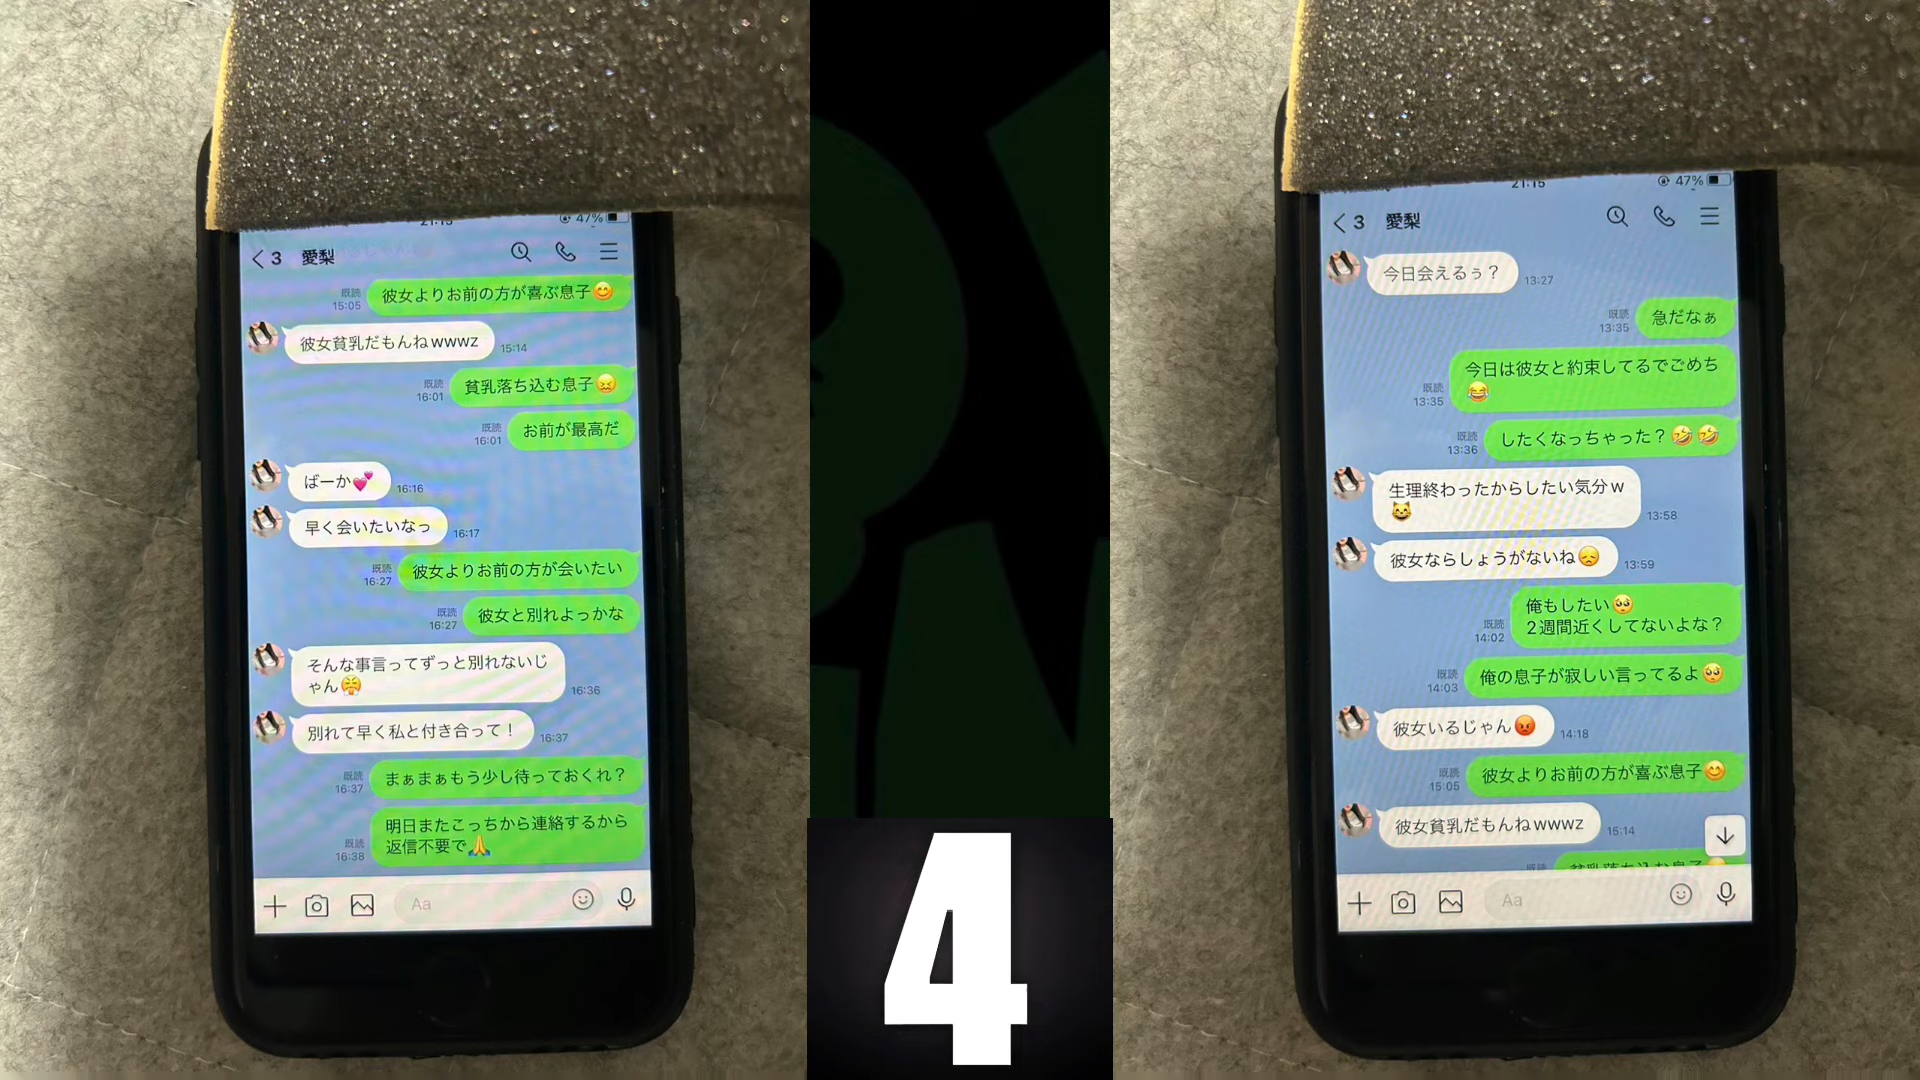 47%
3 愛梨
彼女よりお前の方が喜ぶ息子😊
既読
15:05
彼女貧乳だもんねwwwz
15:14
貧乳落ち込む息子😖
既読
16:01
お前が最高だ
既読
16:01
ばーか💕
16:16
早く会いたいなっ
16:17
彼女よりお前の方が会いたい
既読
16:27
彼女と別れよっかな
既読
16:27
そんな事言ってずっと別れないじ
ゃん😤
16:36
別れて早く私と付き合って！
16:37
まぁまぁもう少し待っておくれ？
既読
16:37
明日またこっちから連絡するから
返信不要で🙏
既読
16:38
Aa
4
21:15
47%
3 愛梨
今日会えるぅ？
13:27
急だなぁ
既読
13:35
今日は彼女と約束してるでごめち
😂
既読
13:35
したくなっちゃった？🤣🤣
既読
13:36
生理終わったからしたい気分w
😺
13:58
彼女ならしょうがないね😞
13:59
俺もしたい🥺
2週間近くしてないよな？
既読
14:02
俺の息子が寂しい言ってるよ🥺
既読
14:03
彼女いるじゃん😡
14:18
彼女よりお前の方が喜ぶ息子😊
既読
15:05
彼女貧乳だもんねwwwz
15:14
Aa